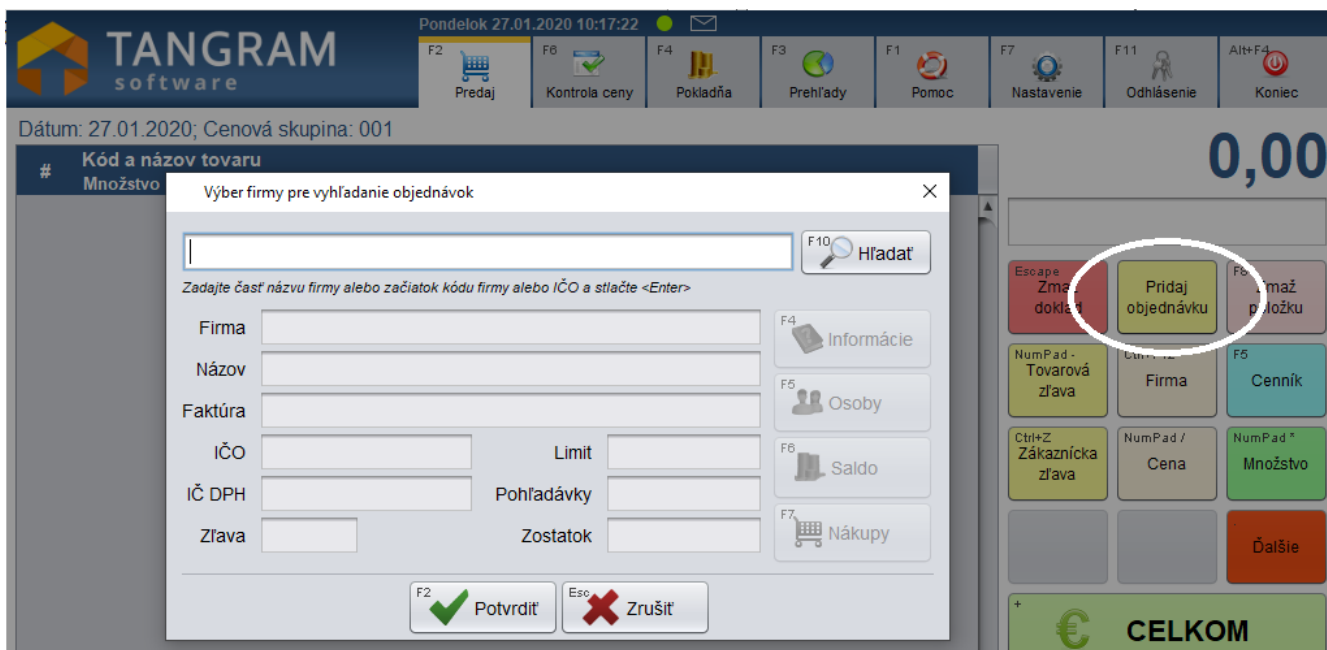 Pondelok 27.01.2020 10:17:22
TANGRAM
software
F2
Predaj
F6
Kontrola ceny
F4
Pokladňa
F3
Prehľady
F1
Pomoc
F7
Nastavenie
F11
Odhlásenie
Alt+F4
Koniec
Dátum: 27.01.2020; Cenová skupina: 001
0,00
#
Kód a názov tovaru
Množstvo
Výber firmy pre vyhľadanie objednávok
F10
Hľadať
Zadajte časť názvu firmy alebo začiatok kódu firmy alebo IČO a stlačte <Enter>
Firma
Názov
Faktúra
IČO
Limit
IČ DPH
Pohľadávky
Zľava
Zostatok
F4
Informácie
F5
Osoby
F6
Saldo
F7
Nákupy
F2
Potvrdiť
Esc
Zrušiť
Escape
Zmaž
doklad
Pridaj
objednávku
F8
Zmaž
položku
NumPad -
Tovarová
zľava
Firma
F5
Cenník
Ctrl+Z
Zákaznícka
zľava
NumPad /
Cena
NumPad *
Množstvo
.
Ďalšie
+
€
CELKOM